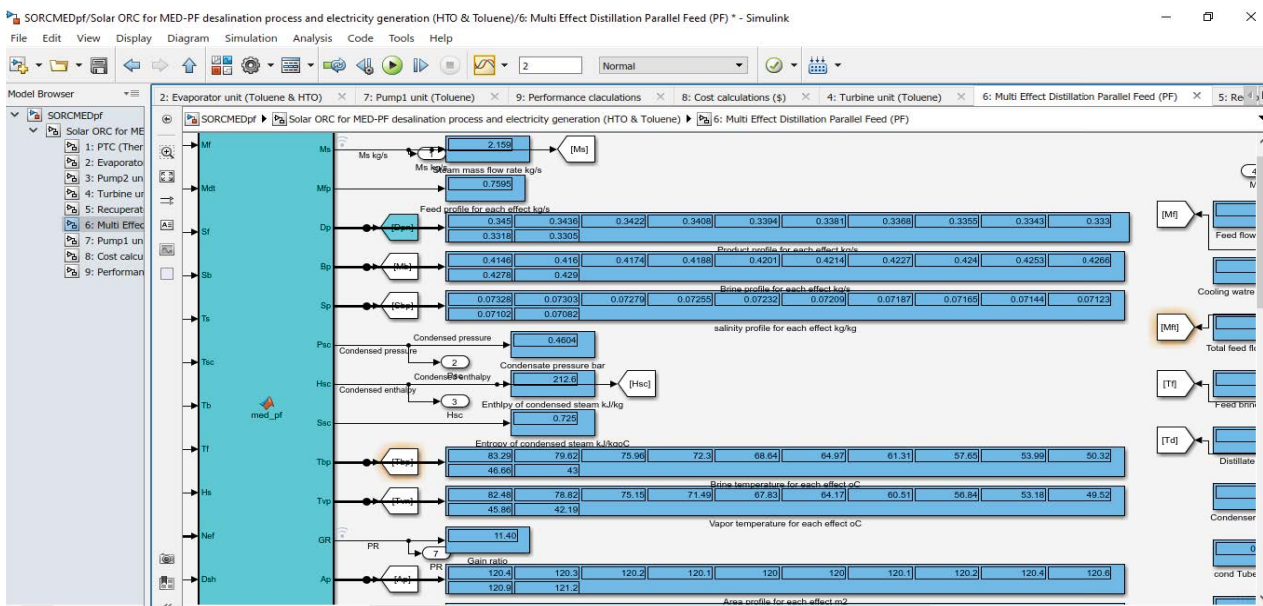 SORCMEDpf/Solar ORC for MED-PF desalination process and electricity generation (HTO & Toluene)/6: Multi Effect Distillation Parallel Feed (PF) * - Simulink
File Edit View Display Diagram Simulation Analysis Code Tools Help
2 Normal
Model Browser
2: Evaporator unit (Toluene & HTO) 7: Pump1 unit (Toluene) 9: Performance claculations 8: Cost calculations ($) 4: Turbine unit (Toluene) 6: Multi Effect Distillation Parallel Feed (PF)
SORCMEDpf Solar ORC for MED-PF desalination process and electricity generation (HTO & Toluene) 6: Multi Effect Distillation Parallel Feed (PF)
SORCMEDpf
Solar ORC for ME
1: PTC (Ther
2: Evaporato
3: Pump2 un
4: Turbine un
5: Recuperat
6: Multi Effec
7: Pump1 un
8: Cost calcu
9: Performan
Mf
Mdt
Sf
Sb
Ts
Tsc
Tb
Tf
Hs
Nef
Dsh
med_pf
Ms Ms kg/s 1 2.159 [Ms]
Ms kg/s Steam mass flow rate kg/s
Mfp 0.7595
Feed profile for each effect kg/s
Dp [Dpn] 0.345 0.3436 0.3422 0.3408 0.3394 0.3381 0.3368 0.3355 0.3343 0.333
0.3318 0.3305
Product profile for each effect kg/s
Bp [Mb] 0.4146 0.416 0.4174 0.4188 0.4201 0.4214 0.4227 0.424 0.4253 0.4266
0.4278 0.429
Brine profile for each effect kg/s
Sp [Sbp] 0.07328 0.07303 0.07279 0.07255 0.07232 0.07209 0.07187 0.07165 0.07144 0.07123
0.07102 0.07082
salinity profile for each effect kg/kg
Psc Condensed pressure Condensed pressure 0.4604
2 Psc
Condensate pressure bar
Hsc Condensed enthalpy Condensed enthalpy 212.6 [Hsc]
3 Hsc
Enthlpy of condensed steam kJ/kg
Ssc 0.725
Entropy of condensed steam kJ/kgoC
Tbp [Tbp] 83.29 79.62 75.96 72.3 68.64 64.97 61.31 57.65 53.99 50.32
46.66 43
Brine temperature for each effect oC
Tvp [Tvn] 82.48 78.82 75.15 71.49 67.83 64.17 60.51 56.84 53.18 49.52
45.86 42.19
Vapor temperature for each effect oC
GR PR 11.40
7 PR
Gain ratio
Ap [Ap] 120.4 120.3 120.2 120.1 120 120 120.1 120.2 120.4 120.6
120.9 121.2
Area profile for each effect m2
[Mf]
Feed flow
Cooling watre
[Mft]
Total feed flo
[Tf]
Feed brin
[Td]
Distillate
Condenser
cond Tube